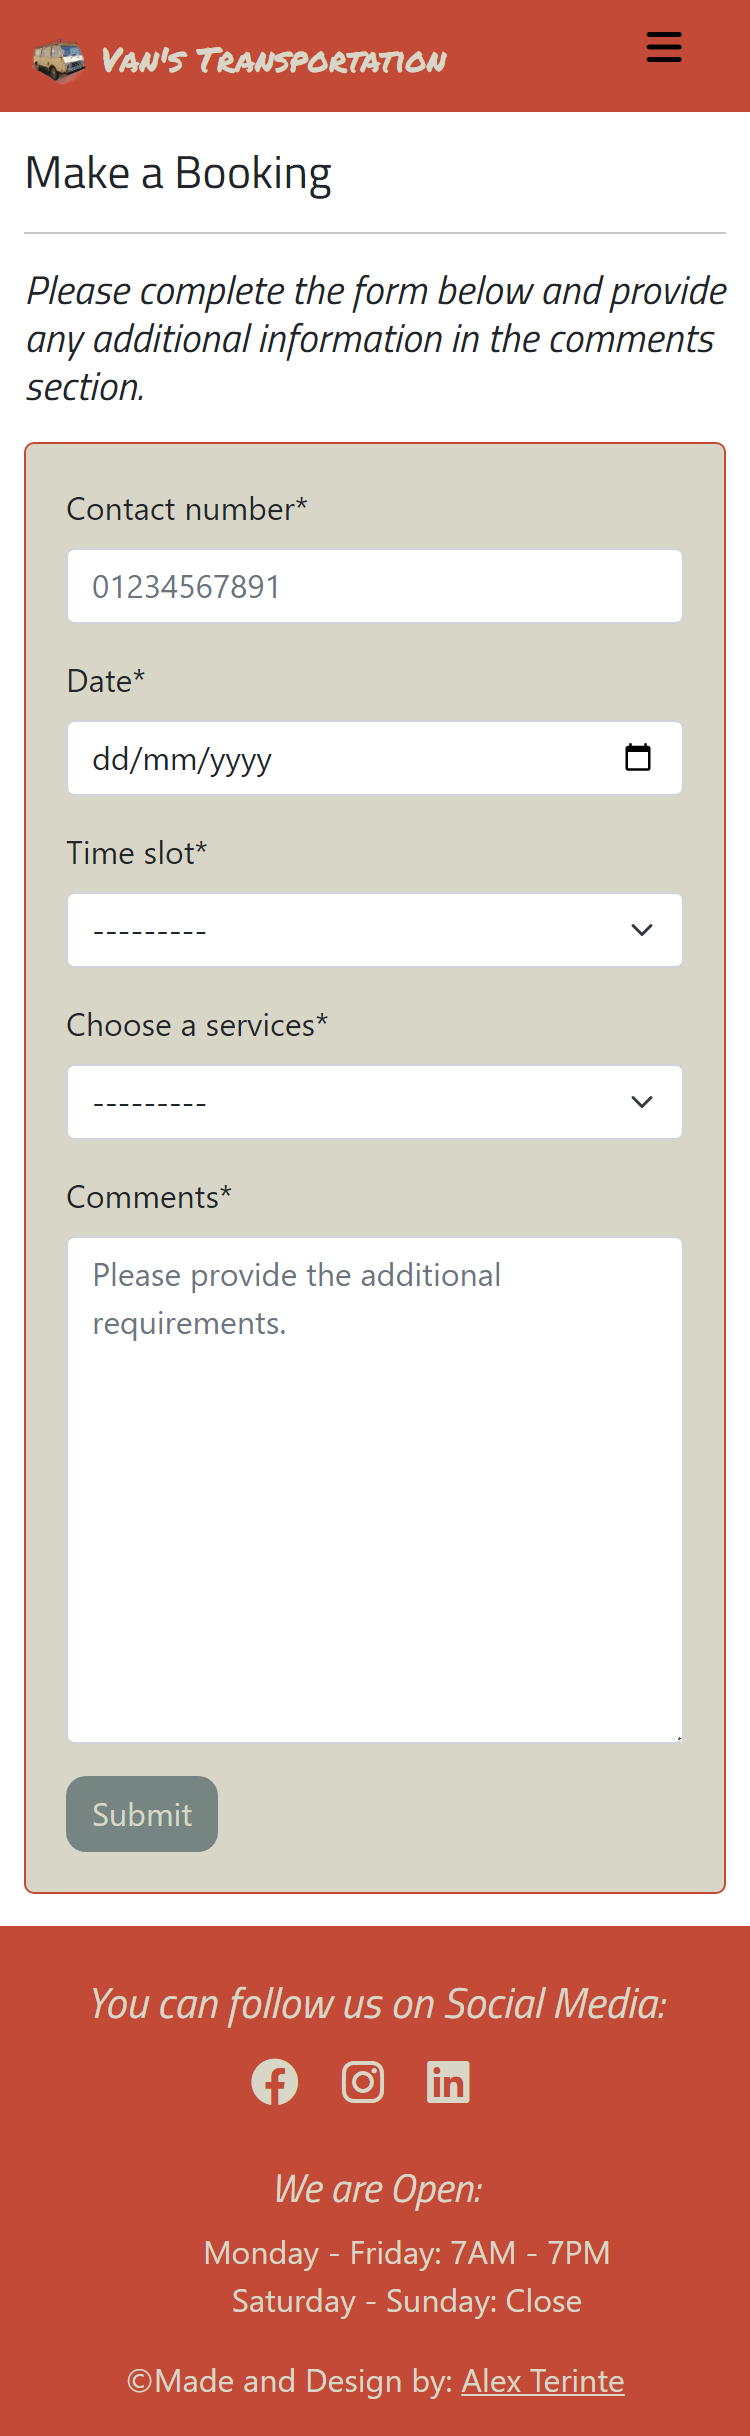 Van's Transportation
Make a Booking
Please complete the form below and provide
any additional information in the comments
section.
Contact number*
01234567891
Date*
dd/mm/yyyy
Time slot*
---------
Choose a services*
---------
Comments*
Please provide the additional
requirements.
Submit
You can follow us on Social Media:
We are Open:
Monday - Friday: 7AM - 7PM
Saturday - Sunday: Close
©Made and Design by: Alex Terinte